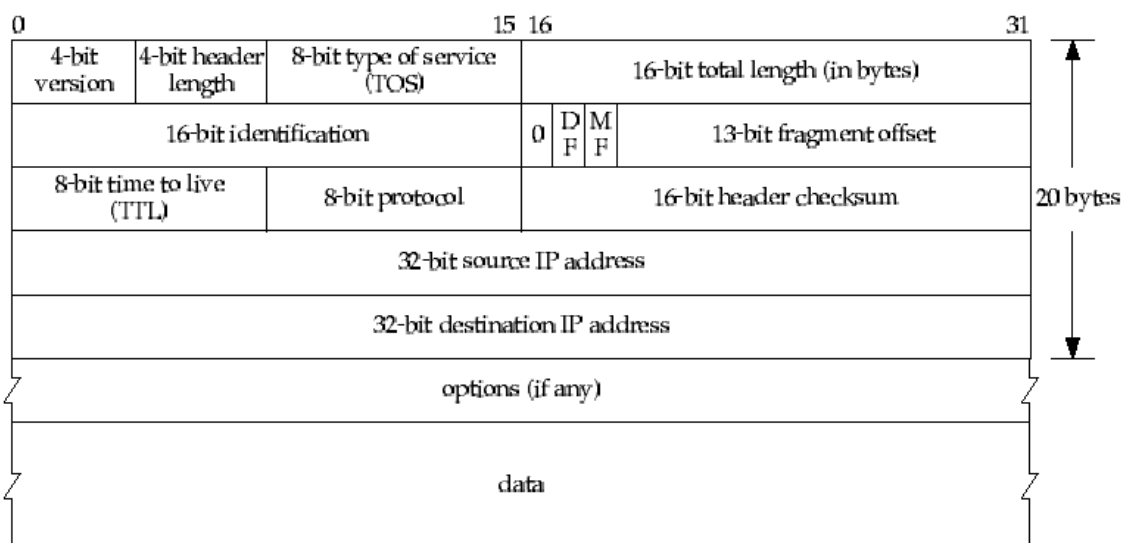 0 15 16 31
4-bit version 4-bit header length 8-bit type of service (TOS) 16-bit total length (in bytes)
16-bit identification 0 DF MF 13-bit fragment offset
8-bit time to live (TTL) 8-bit protocol 16-bit header checksum
20 bytes
32-bit source IP address
32-bit destination IP address
options (if any)
data